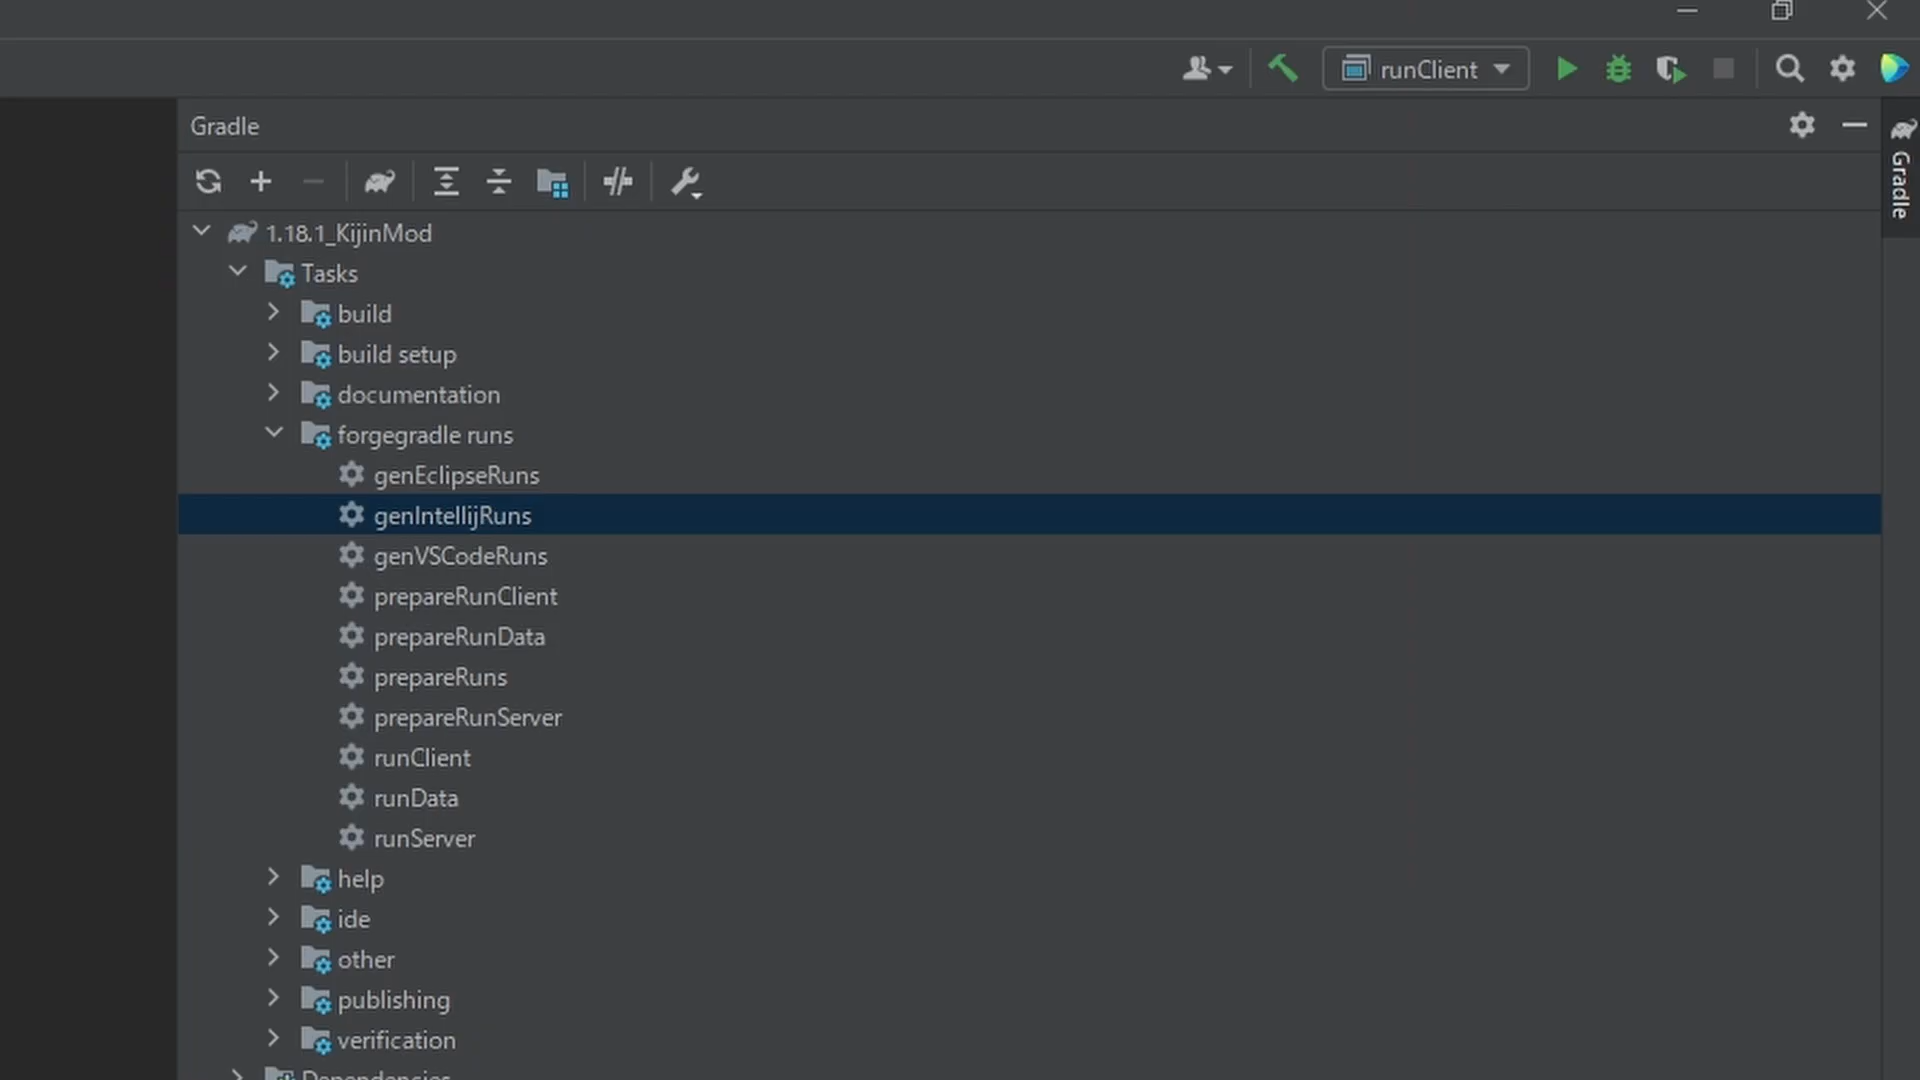 runClient
Gradle
Gradle
1.18.1_KijinMod
Tasks
build
build setup
documentation
forgegradle runs
genEclipseRuns
genIntellijRuns
genVSCodeRuns
prepareRunClient
prepareRunData
prepareRuns
prepareRunServer
runClient
runData
runServer
help
ide
other
publishing
verification
Dependencies